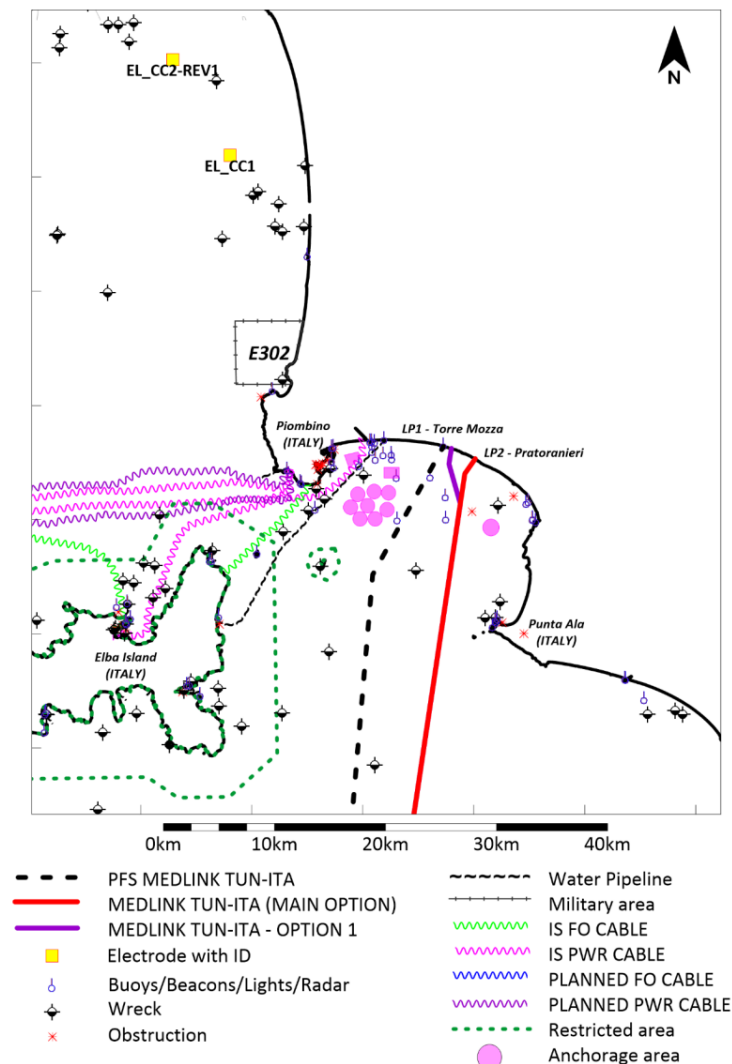 EL_CC2-REV1
N
EL_CC1
E302
Piombino
(ITALY)
LP1 - Torre Mozza
LP2 - Pratoranieri
Punta Ala
(ITALY)
Elba Island
(ITALY)
0km 10km 20km 30km 40km
PFS MEDLINK TUN-ITA
MEDLINK TUN-ITA (MAIN OPTION)
MEDLINK TUN-ITA - OPTION 1
Electrode with ID
Buoys/Beacons/Lights/Radar
Wreck
Obstruction
Water Pipeline
Military area
IS FO CABLE
IS PWR CABLE
PLANNED FO CABLE
PLANNED PWR CABLE
Restricted area
Anchorage area